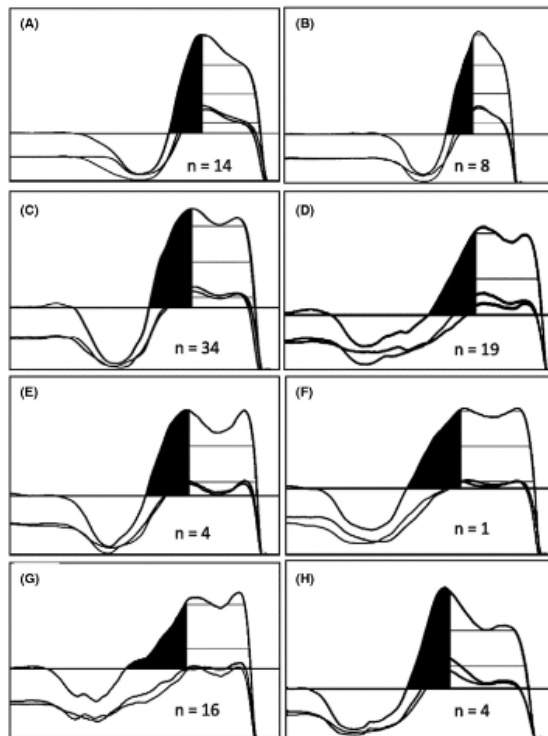 (A)
n = 14
(B)
n = 8
(C)
n = 34
(D)
n = 19
(E)
n = 4
(F)
n = 1
(G)
n = 16
(H)
n = 4